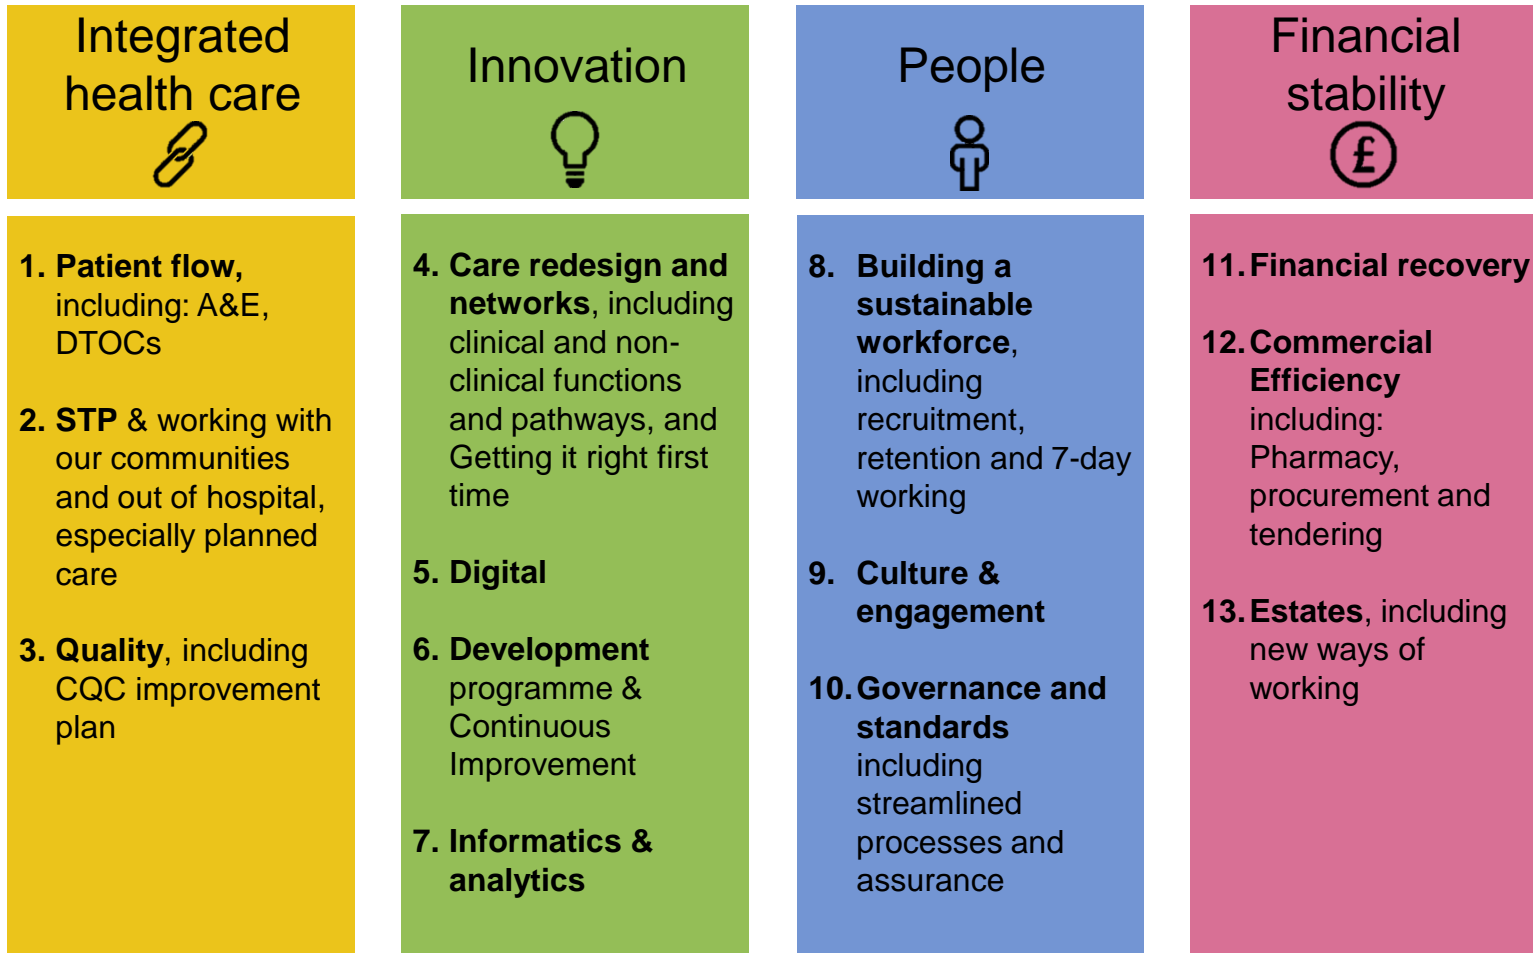 Integrated
health care
1. Patient flow,
including: A&E,
DTOCs
2. STP & working with
our communities
and out of hospital,
especially planned
care
3. Quality, including
CQC improvement
plan
Innovation
4. Care redesign and
networks, including
clinical and non-
clinical functions
and pathways, and
Getting it right first
time
5. Digital
6. Development
programme &
Continuous
Improvement
7. Informatics &
analytics
People
8. Building a
sustainable
workforce,
including
recruitment,
retention and 7-day
working
9. Culture &
engagement
10. Governance and
standards
including
streamlined
processes and
assurance
Financial
stability
£
11. Financial recovery
12. Commercial
Efficiency
including:
Pharmacy,
procurement and
tendering
13. Estates, including
new ways of
working